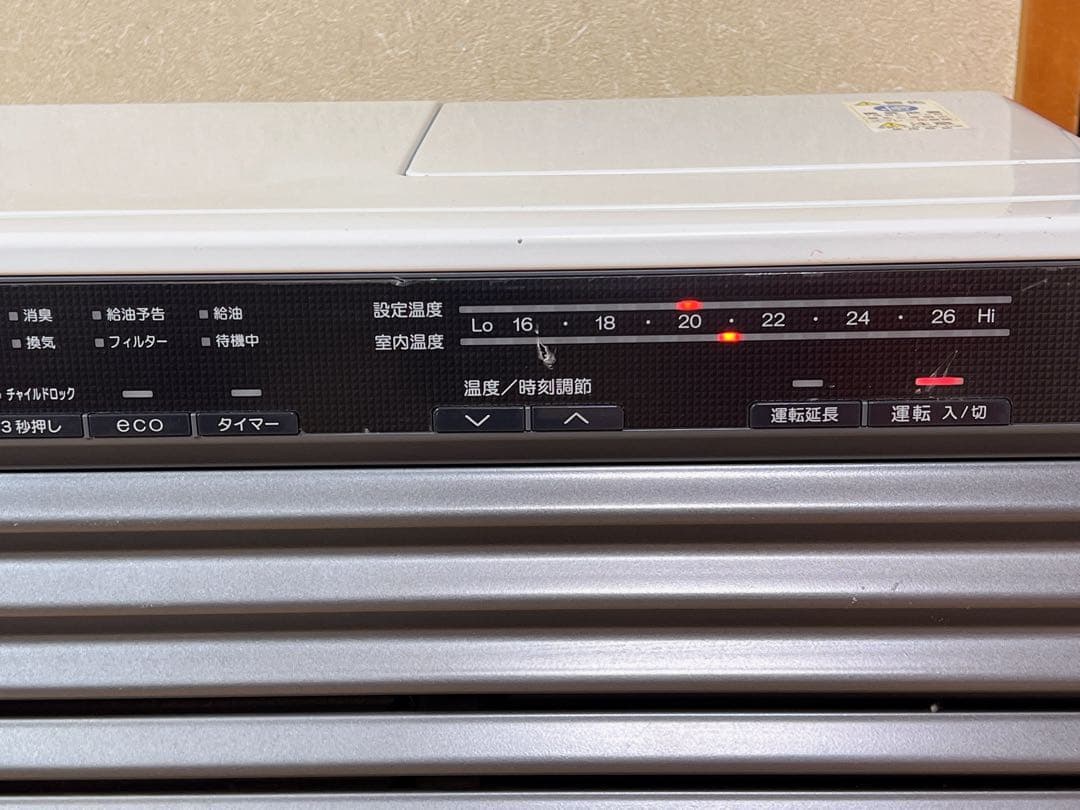 消臭 給油予告 給油
設定温度
Lo 16 · 18 · 20 · 22 · 24 · 26 Hi
換気 フィルター 待機中
室内温度
チャイルドロック
温度/時刻調節
3秒押し eco タイマー
運転延長 運転 入/切